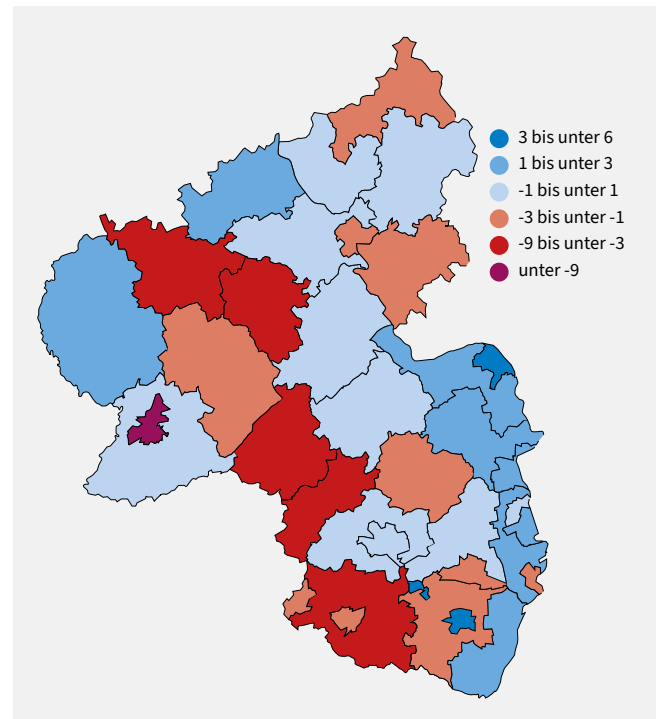 3 bis unter 6
1 bis unter 3
-1 bis unter 1
-3 bis unter -1
-9 bis unter -3
unter -9